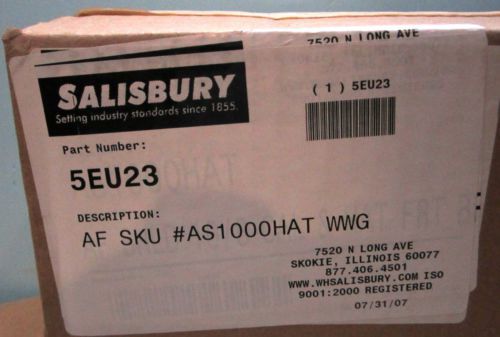 7520 N LONG AVE
SALISBURY
Setting industry standards since 1855.
( 1 ) 5EU23
Part Number:
5EU23
DESCRIPTION:
AF SKU #AS1000HAT WWG
7520 N LONG AVE
SKOKIE, ILLINOIS 60077
877.406.4501
WWW.WHSALISBURY.COM ISO
9001:2000 REGISTERED
07/31/07